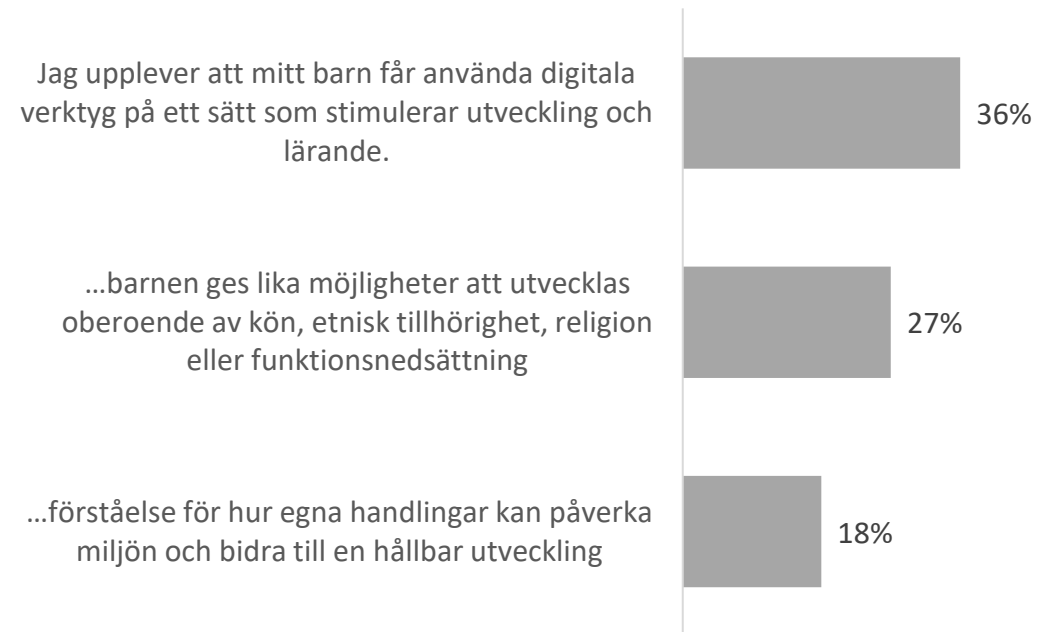 Jag upplever att mitt barn får använda digitala
verktyg på ett sätt som stimulerar utveckling och
lärande.
36%
…barnen ges lika möjligheter att utvecklas
oberoende av kön, etnisk tillhörighet, religion
eller funktionsnedsättning
27%
…förståelse för hur egna handlingar kan påverka
miljön och bidra till en hållbar utveckling
18%